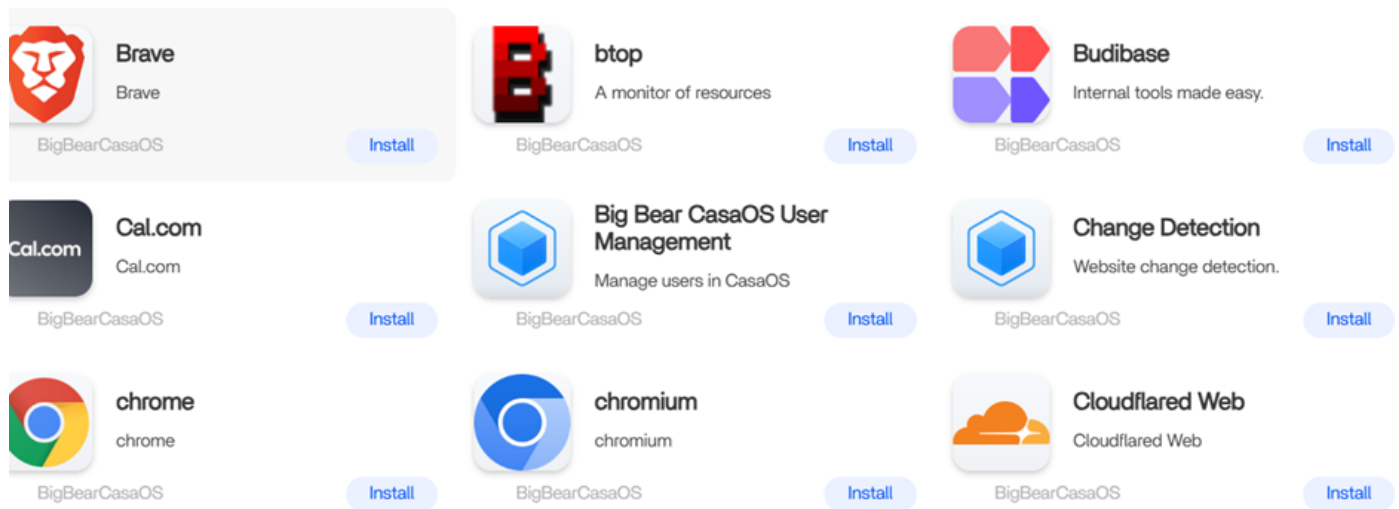 Brave
Brave
BigBearCasaOS
Install
btop
A monitor of resources
BigBearCasaOS
Install
Budibase
Internal tools made easy.
BigBearCasaOS
Install
Cal.com
Cal.com
Cal.com
BigBearCasaOS
Install
Big Bear CasaOS User
Management
Manage users in CasaOS
BigBearCasaOS
Install
Change Detection
Website change detection.
BigBearCasaOS
Install
chrome
chrome
BigBearCasaOS
Install
chromium
chromium
BigBearCasaOS
Install
Cloudflared Web
Cloudflared Web
BigBearCasaOS
Install